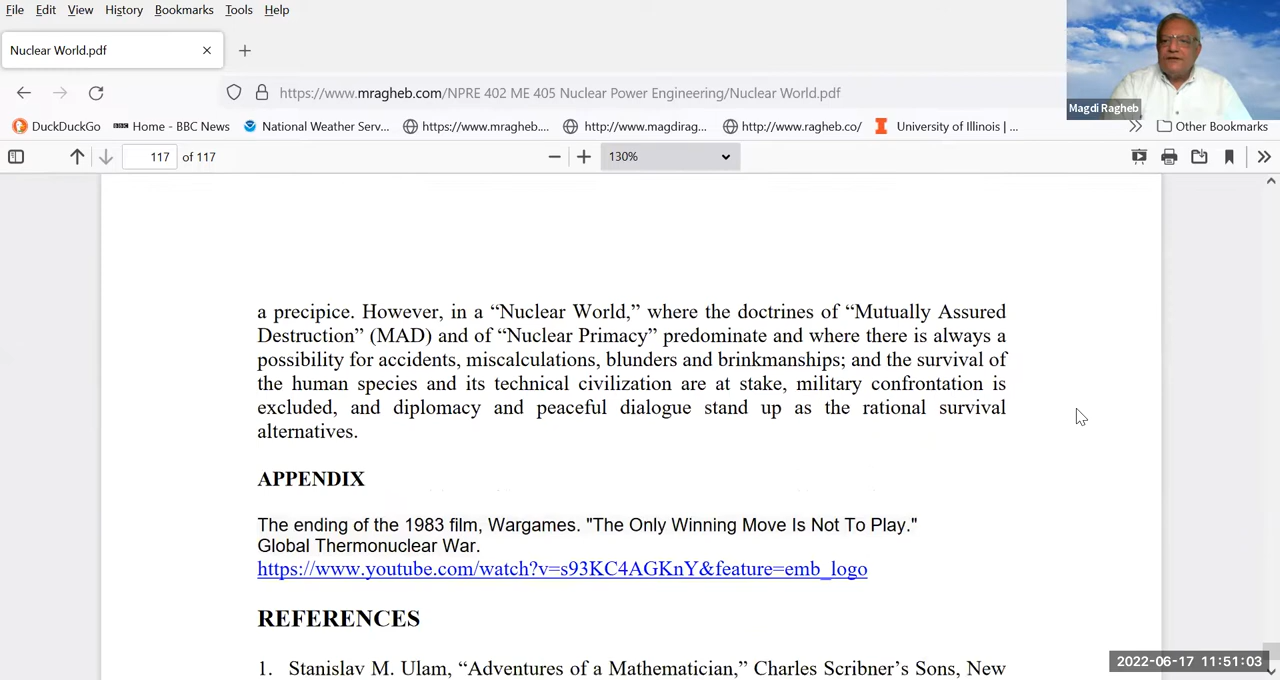 File Edit View History Bookmarks Tools Help
Nuclear World.pdf
https://www.mragheb.com/NPRE 402 ME 405 Nuclear Power Engineering/Nuclear World.pdf
Magdi Ragheb
DuckDuckGo BBC Home - BBC News National Weather Serv... https://www.mragheb.... http://www.magdirag... http://www.ragheb.co/ University of Illinois | ... Other Bookmarks
117 of 117 130%
a precipice. However, in a “Nuclear World,” where the doctrines of “Mutually Assured
Destruction” (MAD) and of “Nuclear Primacy” predominate and where there is always a
possibility for accidents, miscalculations, blunders and brinkmanships; and the survival of
the human species and its technical civilization are at stake, military confrontation is
excluded, and diplomacy and peaceful dialogue stand up as the rational survival
alternatives.
APPENDIX
The ending of the 1983 film, Wargames. "The Only Winning Move Is Not To Play."
Global Thermonuclear War.
https://www.youtube.com/watch?v=s93KC4AGKnY&feature=emb_logo
REFERENCES
1. Stanislav M. Ulam, “Adventures of a Mathematician,” Charles Scribner’s Sons, New
2022-06-17 11:51:03